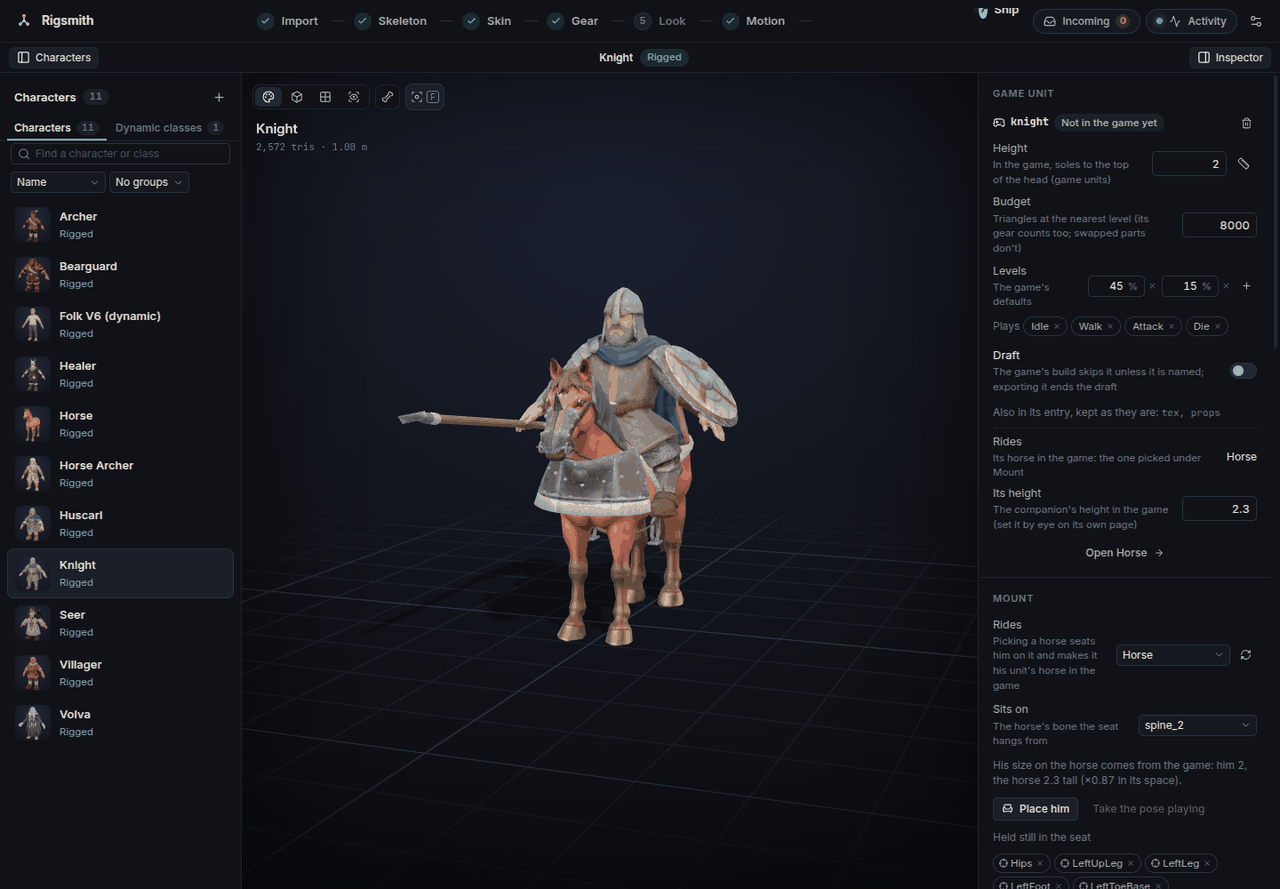 Rigsmith
Import
Skeleton
Skin
Gear
5 Look
Motion
Ship
Incoming 0
Activity
Characters
Knight Rigged
Inspector
Characters 11
Characters 11 Dynamic classes 1
Find a character or class
Name No groups
Archer
Rigged
Bearguard
Rigged
Folk V6 (dynamic)
Rigged
Healer
Rigged
Horse
Rigged
Horse Archer
Rigged
Huscarl
Rigged
Knight
Rigged
Seer
Rigged
Villager
Rigged
Volva
Rigged
F
Knight
2,572 tris · 1.00 m
GAME UNIT
knight Not in the game yet
Height
In the game, soles to the top
of the head (game units)
2
Budget
Triangles at the nearest level (its
gear counts too; swapped parts
don't)
8000
Levels
The game's
defaults
45 % × 15 % × +
Plays Idle × Walk × Attack × Die ×
Draft
The game's build skips it unless it is named;
exporting it ends the draft
Also in its entry, kept as they are: tex, props
Rides
Its horse in the game: the one picked under
Mount
Horse
Its height
The companion's height in the game
(set it by eye on its own page)
2.3
Open Horse →
MOUNT
Rides
Picking a horse seats
him on it and makes it
his unit's horse in the
game
Horse
Sits on
The horse's bone the seat
hangs from
spine_2
His size on the horse comes from the game: him 2,
the horse 2.3 tall (×0.87 in its space).
Place him Take the pose playing
Held still in the seat
Hips × LeftUpLeg × LeftLeg ×
LeftFoot × LeftToeBase ×